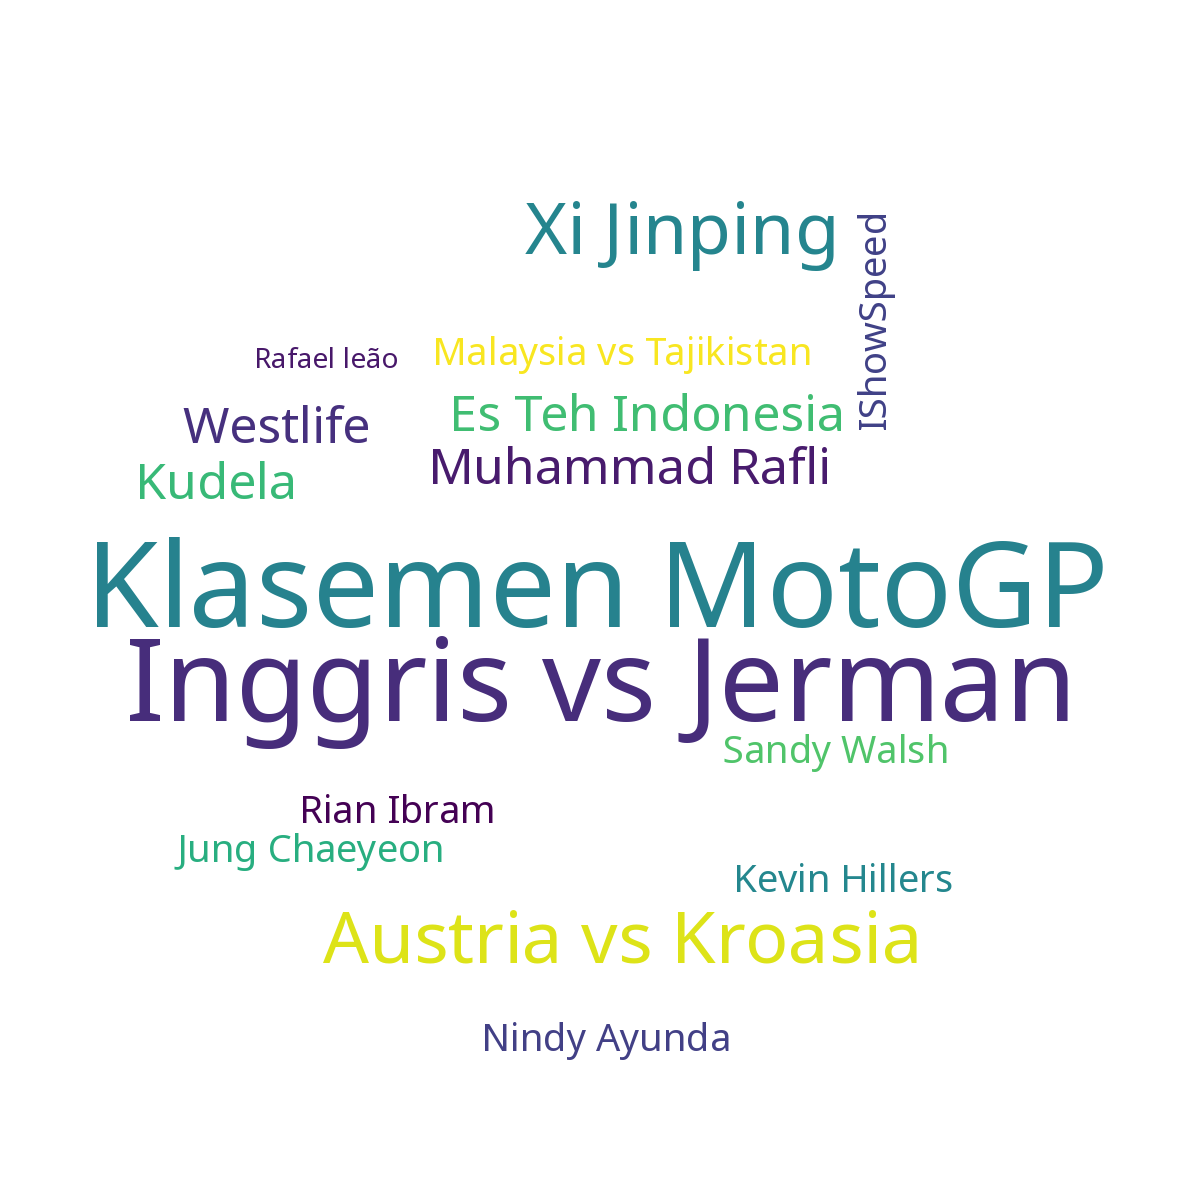 Xi Jinping
IShowSpeed
Malaysia vs Tajikistan
Rafael leão
Es Teh Indonesia
Westlife
Muhammad Rafli
Kudela
Klasemen MotoGP
Inggris vs Jerman
Sandy Walsh
Rian Ibram
Jung Chaeyeon
Kevin Hillers
Austria vs Kroasia
Nindy Ayunda